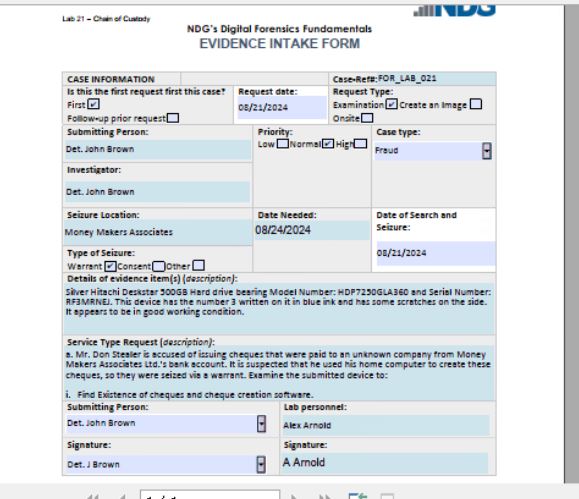 NDG
Lab 21 – Chain of Custody
NDG's Digital Forensics Fundamentals
EVIDENCE INTAKE FORM
CASE INFORMATION Case-Ref#: FOR_LAB_021
Is this the first request first this case? Request date: Request Type:
First 08/21/2024 Examination Create an Image
Follow-up prior request Onsite
Submitting Person: Priority: Case type:
Det. John Brown Low Normal High Fraud
Investigator:
Det. John Brown
Seizure Location: Date Needed: Date of Search and
Money Makers Associates 08/24/2024 Seizure:
Type of Seizure: 08/21/2024
Warrant Consent Other
Details of evidence item(s) (description):
Silver Hitachi Deskstar 500GB Hard drive bearing Model Number: HDP7250GLA360 and Serial Number:
RF3MRNEJ. This device has the number 3 written on it in blue ink and has some scratches on the side.
It appears to be in good working condition.
Service Type Request (description):
a. Mr. Don Stealer is accused of issuing cheques that were paid to an unknown company from Money
Makers Associates Ltd.'s bank account. It is suspected that he used his home computer to create these
cheques, so they were seized via a warrant. Examine the submitted device to:
i. Find Existence of cheques and cheque creation software.
Submitting Person: Lab personnel:
Det. John Brown Alex Arnold
Signature: Signature:
Det. J Brown A Arnold